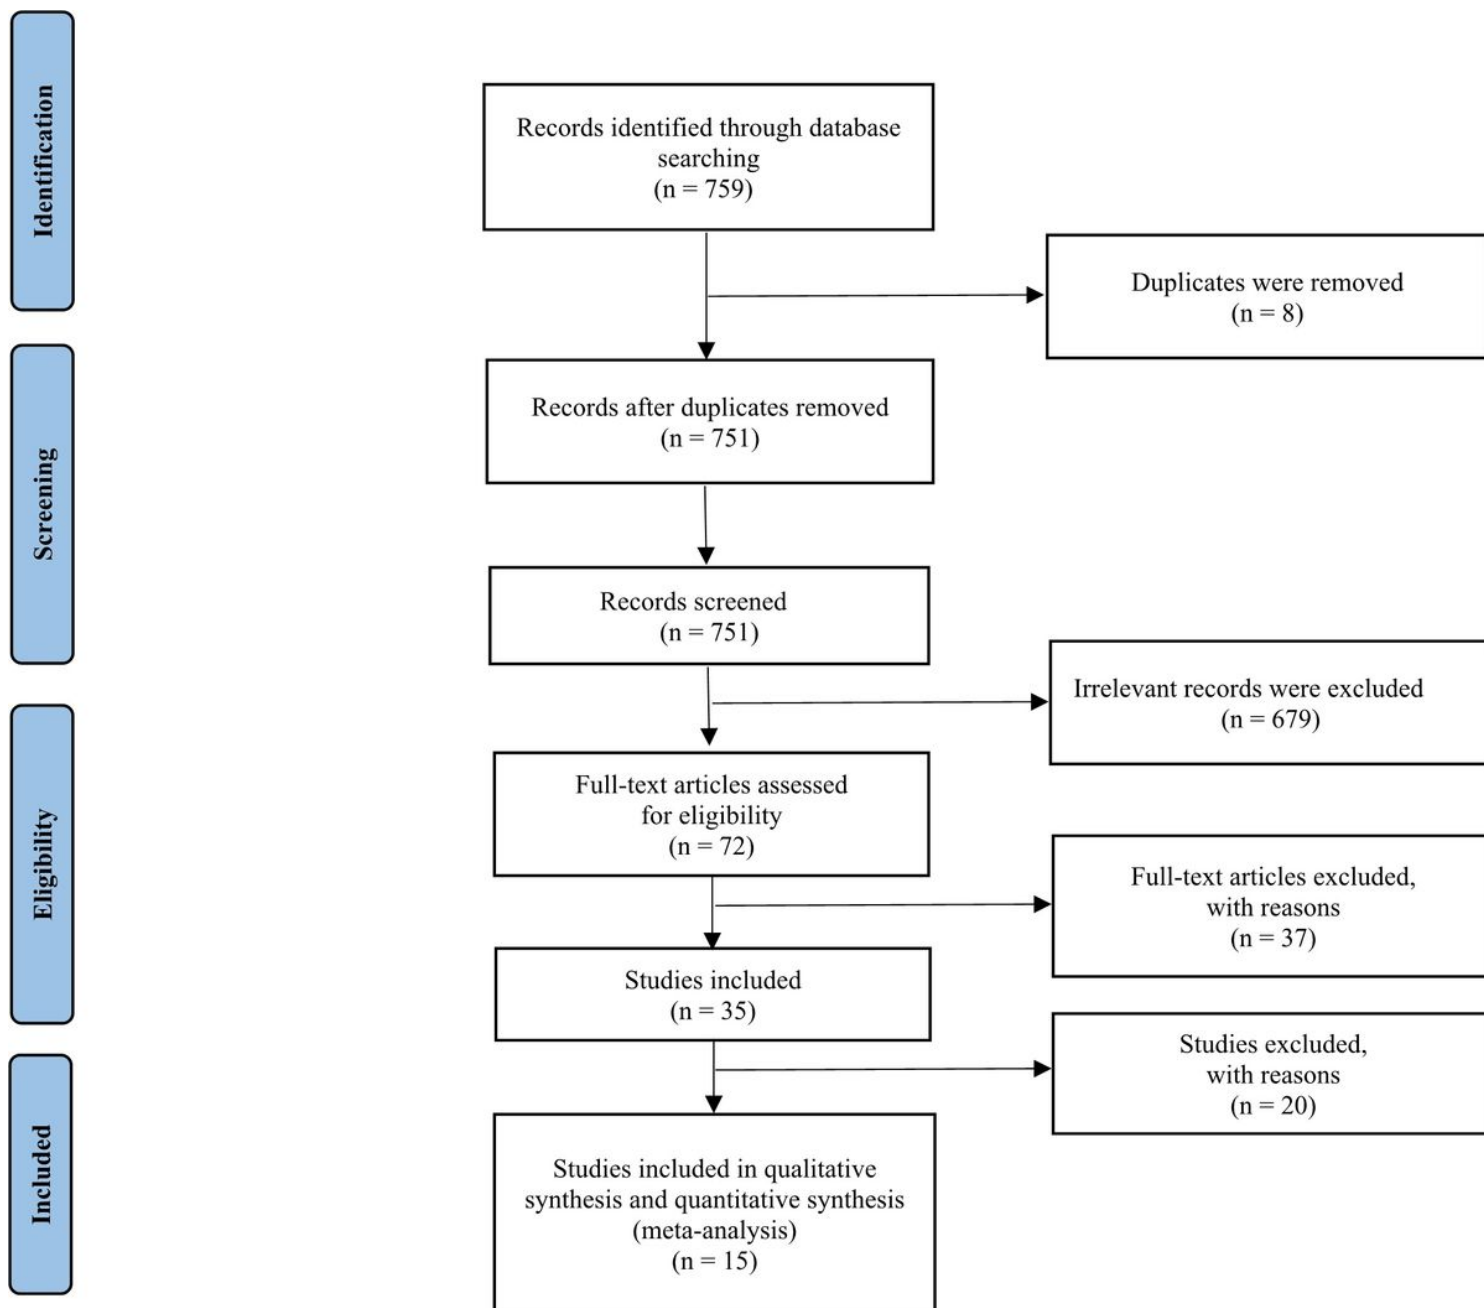 Identification
Records identified through database
searching
(n = 759)
Duplicates were removed
(n = 8)
Screening
Records after duplicates removed
(n = 751)
Records screened
(n = 751)
Irrelevant records were excluded
(n = 679)
Eligibility
Full-text articles assessed
for eligibility
(n = 72)
Full-text articles excluded,
with reasons
(n = 37)
Studies included
(n = 35)
Studies excluded,
with reasons
(n = 20)
Included
Studies included in qualitative
synthesis and quantitative synthesis
(meta-analysis)
(n = 15)